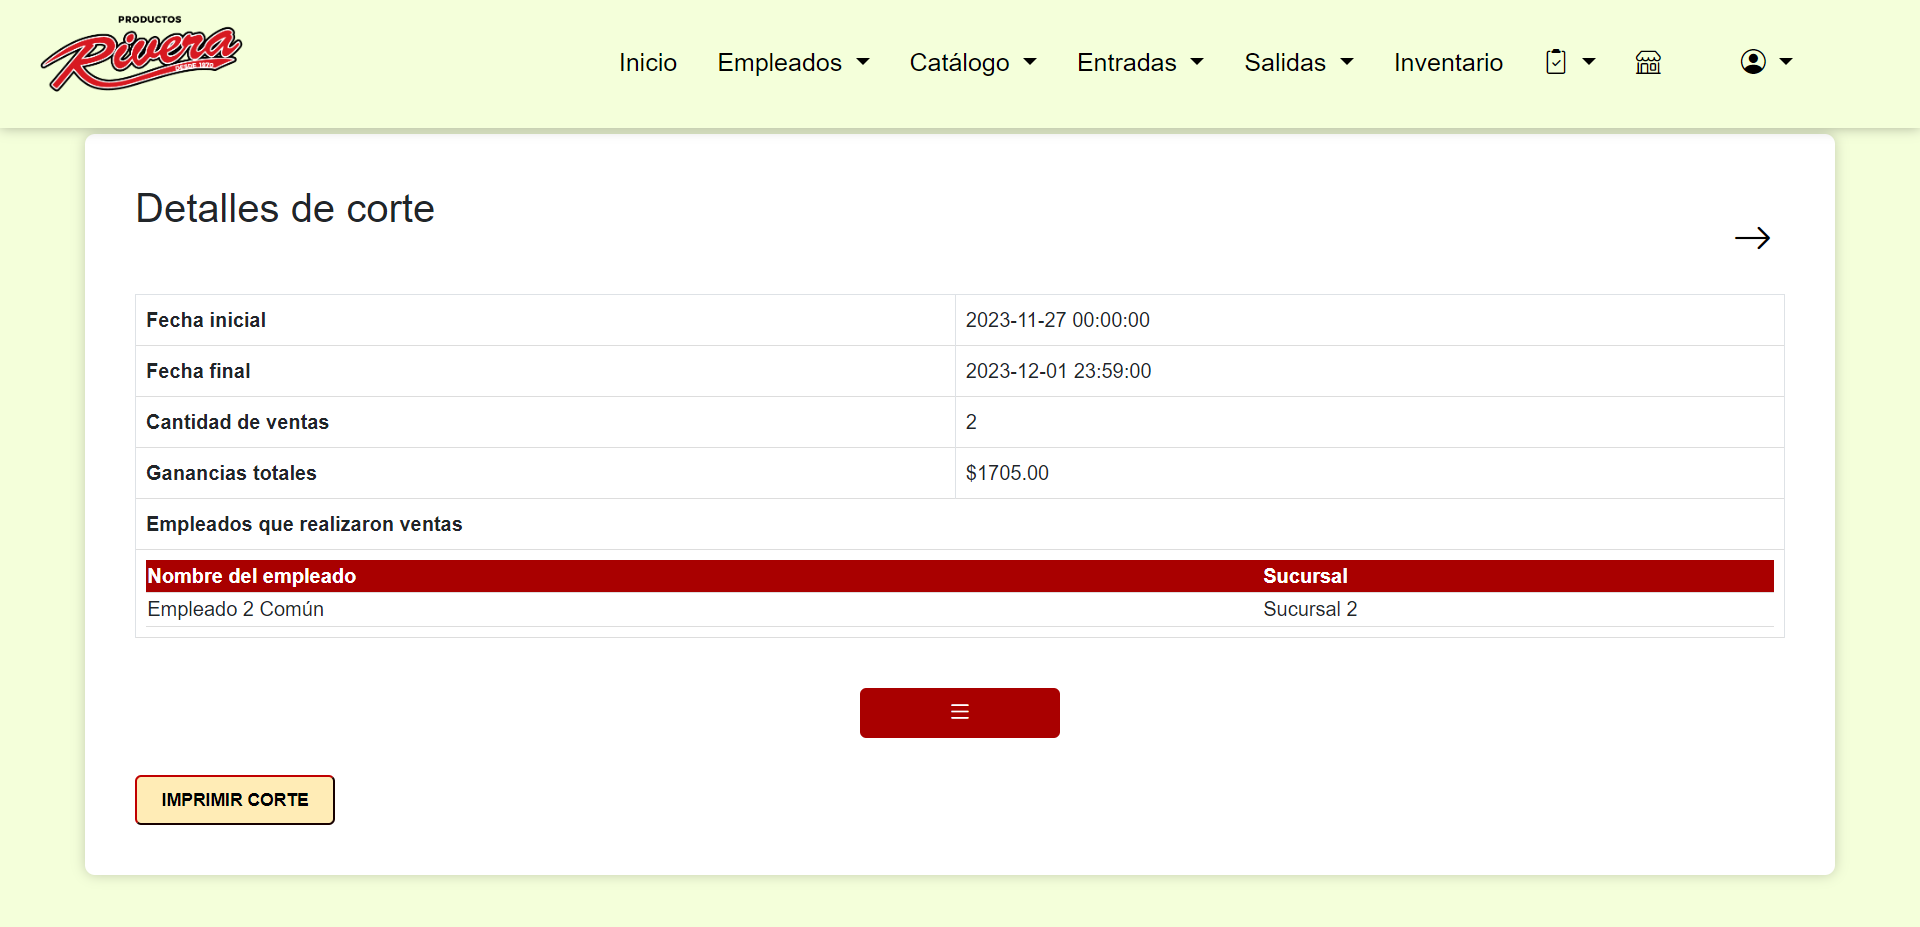 PRODUCTOS
Rivera
DESDE 1970
Inicio Empleados Catálogo Entradas Salidas Inventario
Detalles de corte
Fecha inicial 2023-11-27 00:00:00
Fecha final 2023-12-01 23:59:00
Cantidad de ventas 2
Ganancias totales $1705.00
Empleados que realizaron ventas
Nombre del empleado Sucursal
Empleado 2 Común Sucursal 2
IMPRIMIR CORTE